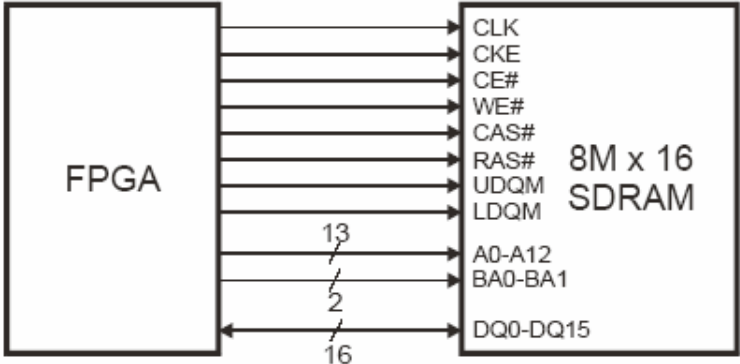 FPGA
CLK
CKE
CE#
WE#
CAS#
RAS#
UDQM
LDQM
8M x 16
SDRAM
13
A0-A12
BA0-BA1
2
DQ0-DQ15
16